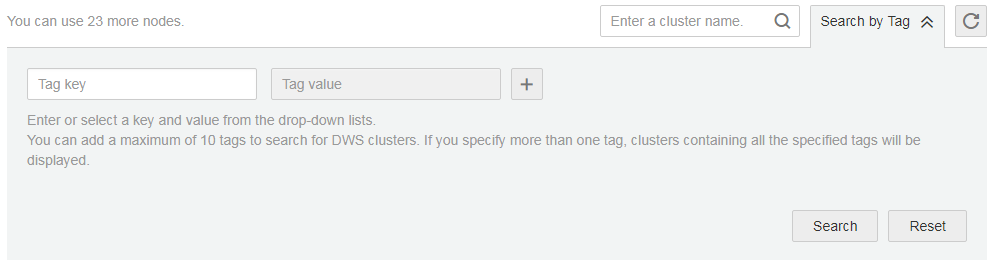 You can use 23 more nodes.
Enter a cluster name.
Search by Tag
Tag key
Tag value
Enter or select a key and value from the drop-down lists.
You can add a maximum of 10 tags to search for DWS clusters. If you specify more than one tag, clusters containing all the specified tags will be
displayed.
Search
Reset